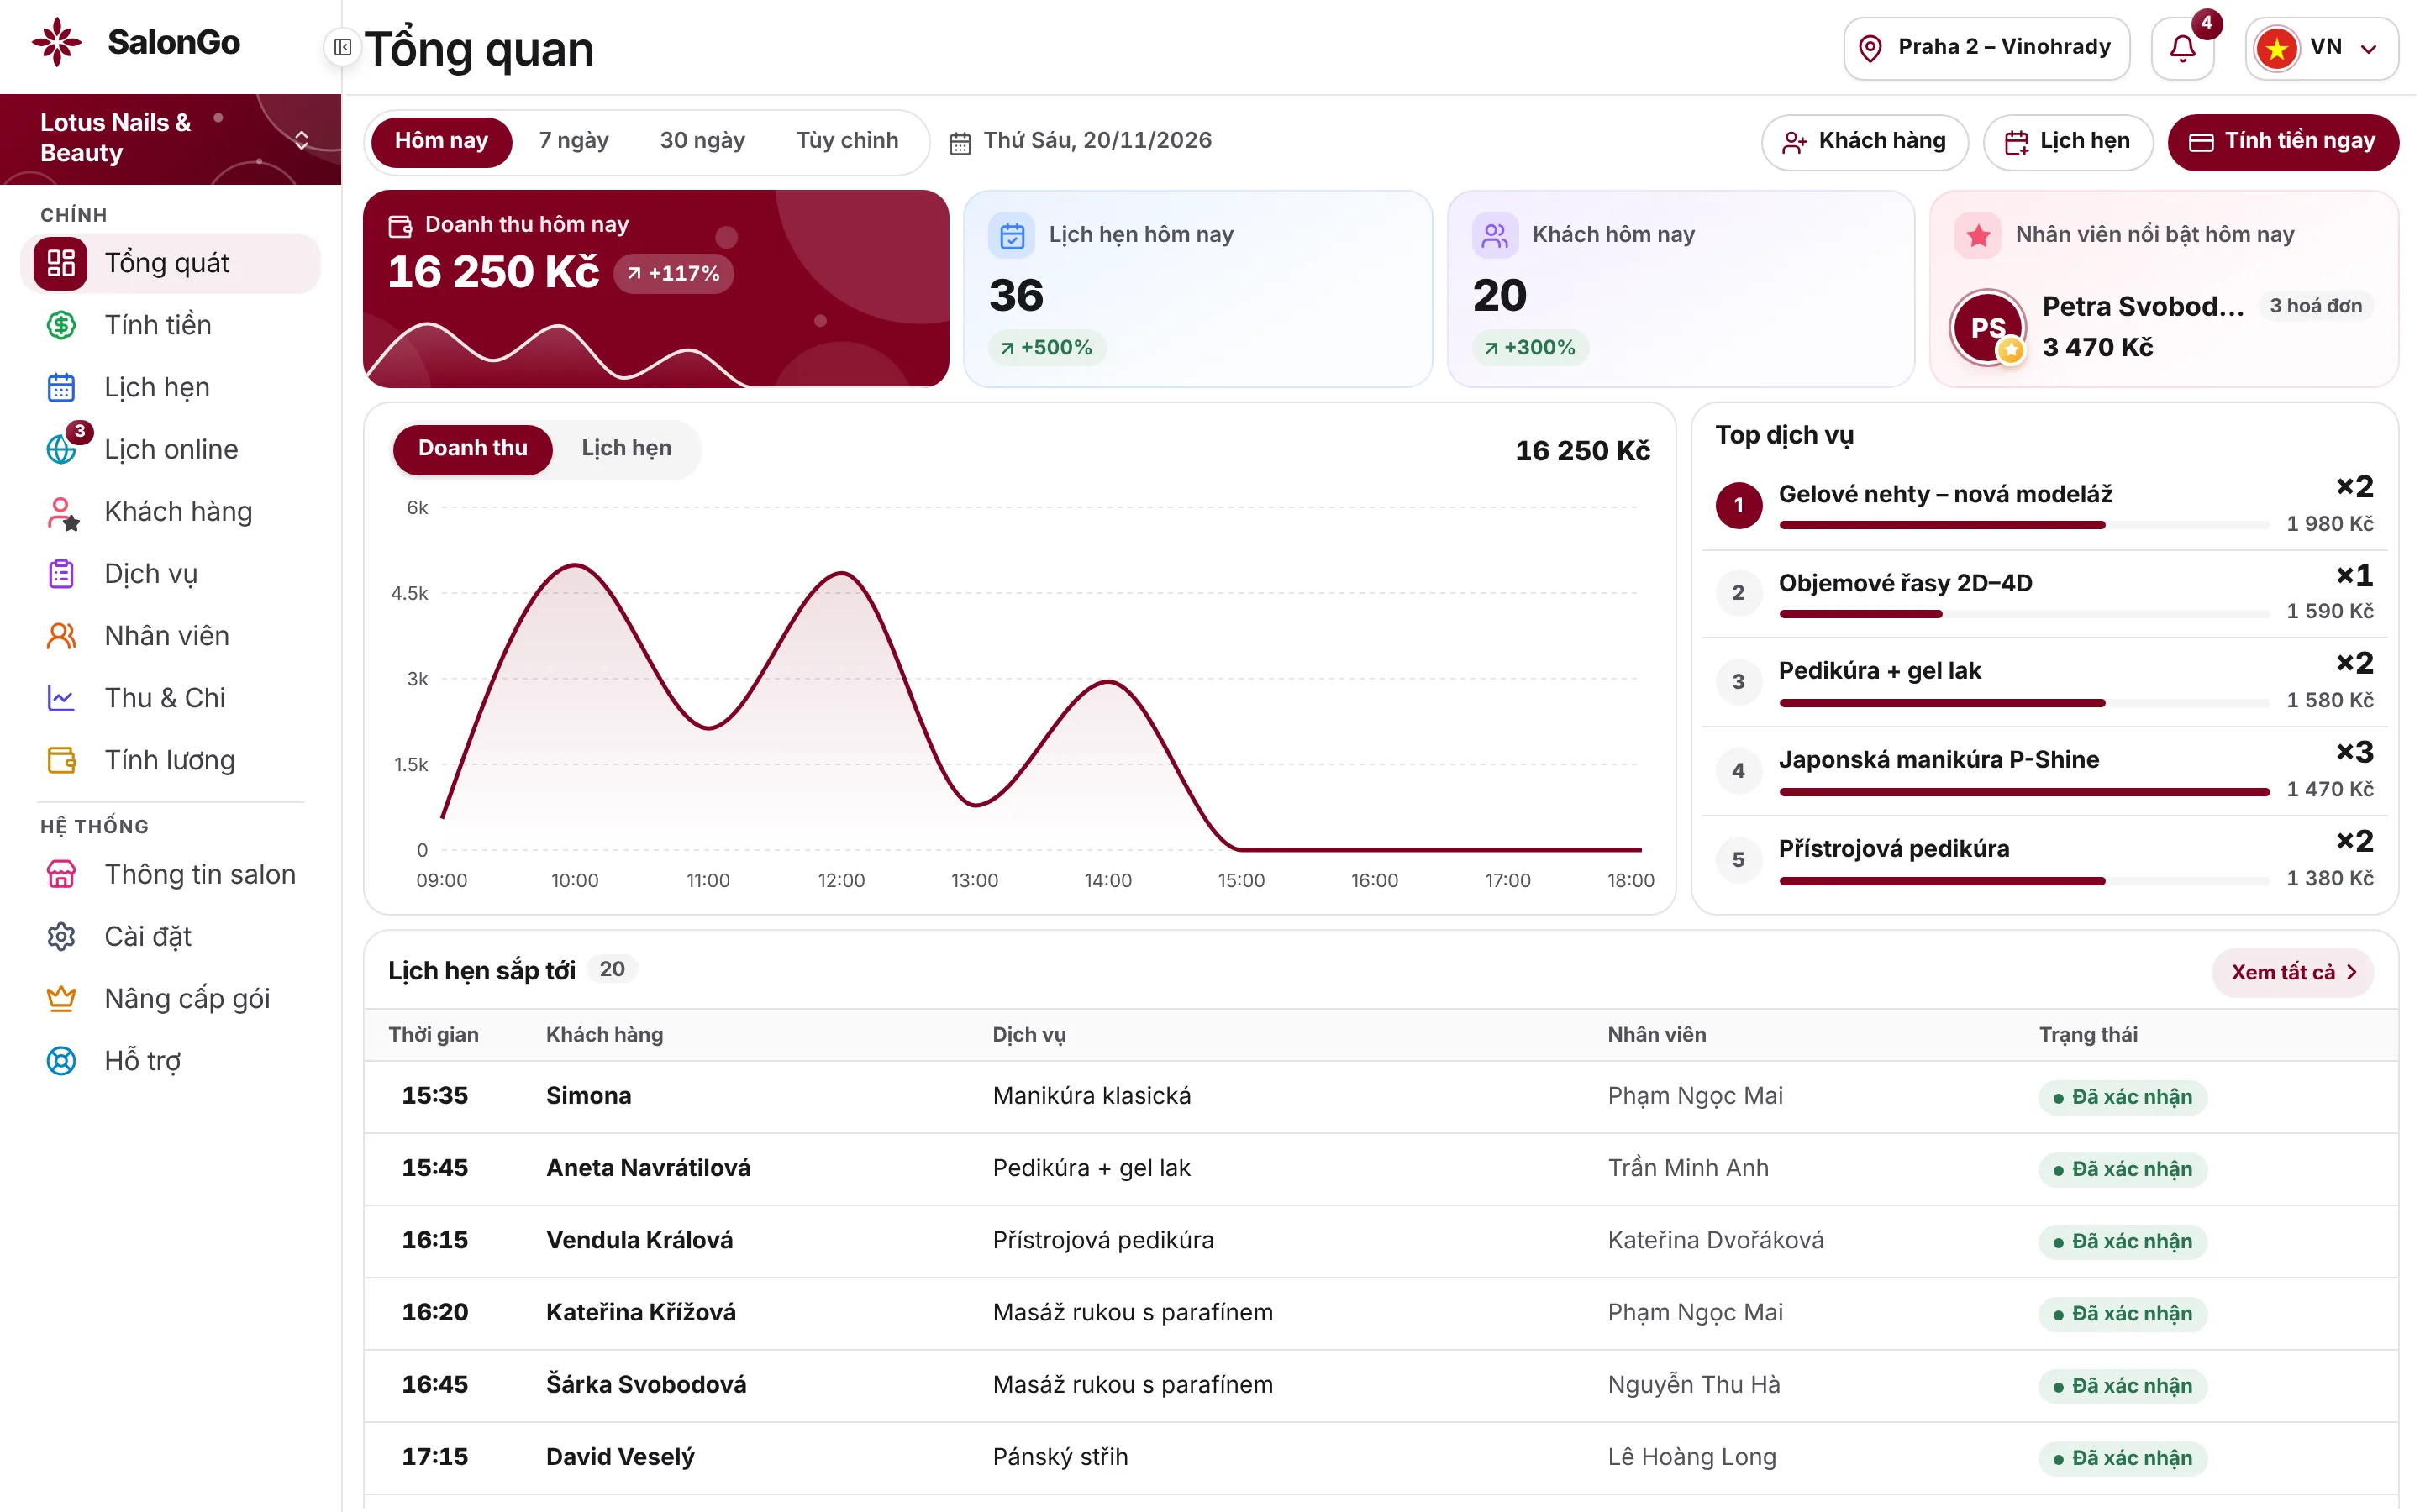 SalonGo
Lotus Nails & Beauty
CHÍNH
Tổng quát
Tính tiền
Lịch hẹn
3
Lịch online
Khách hàng
Dịch vụ
Nhân viên
Thu & Chi
Tính lương
HỆ THỐNG
Thông tin salon
Cài đặt
Nâng cấp gói
Hỗ trợ
Tổng quan
Praha 2 – Vinohrady
4
VN
Hôm nay
7 ngày
30 ngày
Tùy chỉnh
Thứ Sáu, 20/11/2026
Khách hàng
Lịch hẹn
Tính tiền ngay
Doanh thu hôm nay
16 250 Kč
+117%
Lịch hẹn hôm nay
36
+500%
Khách hôm nay
20
+300%
Nhân viên nổi bật hôm nay
PS
Petra Svobod...
3 hoá đơn
3 470 Kč
Doanh thu
Lịch hẹn
16 250 Kč
6k
4.5k
3k
1.5k
0
09:00 10:00 11:00 12:00 13:00 14:00 15:00 16:00 17:00 18:00
Top dịch vụ
1 Gelové nehty – nová modeláž ×2
1 980 Kč
2 Objemové řasy 2D–4D ×1
1 590 Kč
3 Pedikúra + gel lak ×2
1 580 Kč
4 Japonská manikúra P-Shine ×3
1 470 Kč
5 Přístrojová pedikúra ×2
1 380 Kč
Lịch hẹn sắp tới 20
Xem tất cả
Thời gian Khách hàng Dịch vụ Nhân viên Trạng thái
15:35 Simona Manikúra klasická Phạm Ngọc Mai Đã xác nhận
15:45 Aneta Navrátilová Pedikúra + gel lak Trần Minh Anh Đã xác nhận
16:15 Vendula Králová Přístrojová pedikúra Kateřina Dvořáková Đã xác nhận
16:20 Kateřina Křížová Masáž rukou s parafínem Phạm Ngọc Mai Đã xác nhận
16:45 Šárka Svobodová Masáž rukou s parafínem Nguyễn Thu Hà Đã xác nhận
17:15 David Veselý Pánský střih Lê Hoàng Long Đã xác nhận